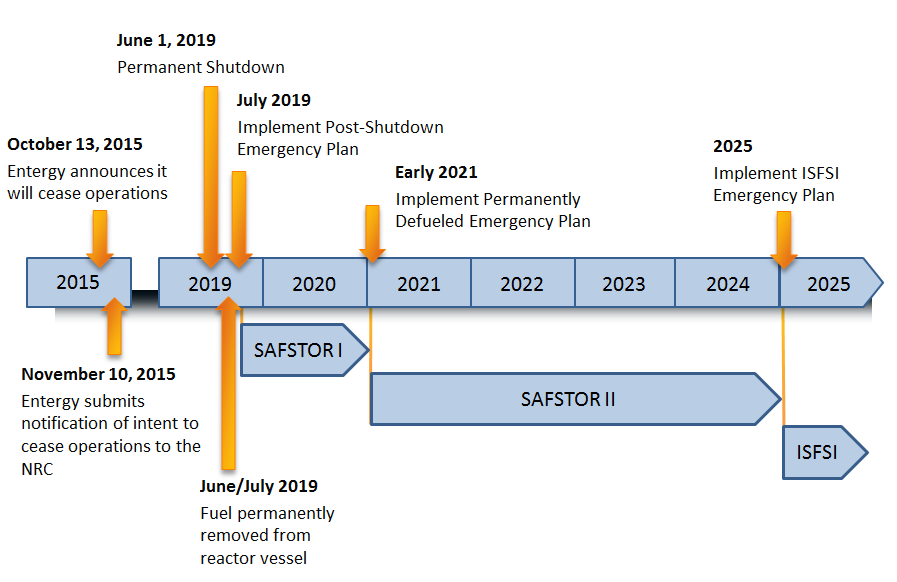 June 1, 2019
Permanent Shutdown
July 2019
Implement Post-Shutdown
Emergency Plan
October 13, 2015
Entergy announces it
will cease operations
Early 2021
Implement Permanently
Defueled Emergency Plan
2025
Implement ISFSI
Emergency Plan
2015
2019
2020
2021
2022
2023
2024
2025
SAFSTOR I
SAFSTOR II
ISFSI
November 10, 2015
Entergy submits
notification of intent to
cease operations to the
NRC
June/July 2019
Fuel permanently
removed from
reactor vessel